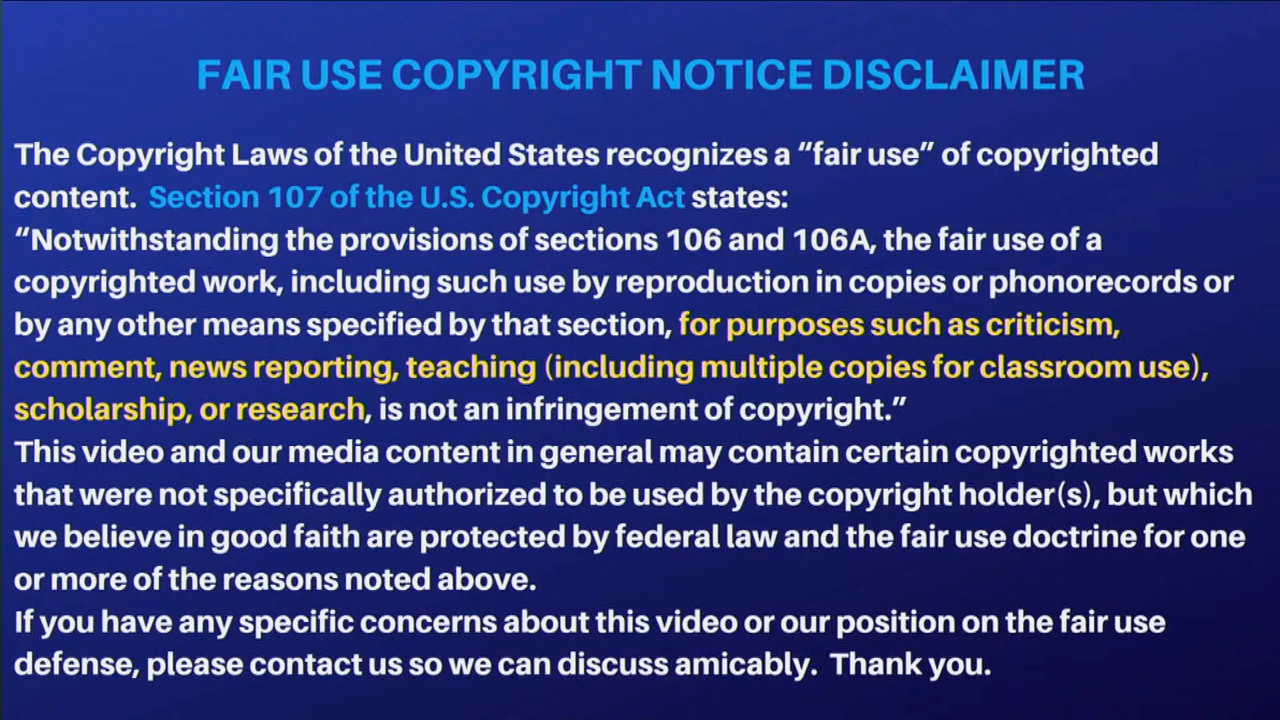 FAIR USE COPYRIGHT NOTICE DISCLAIMER
The Copyright Laws of the United States recognizes a “fair use” of copyrighted
content. Section 107 of the U.S. Copyright Act states:
“Notwithstanding the provisions of sections 106 and 106A, the fair use of a
copyrighted work, including such use by reproduction in copies or phonorecords or
by any other means specified by that section, for purposes such as criticism,
comment, news reporting, teaching (including multiple copies for classroom use),
scholarship, or research, is not an infringement of copyright.”
This video and our media content in general may contain certain copyrighted works
that were not specifically authorized to be used by the copyright holder(s), but which
we believe in good faith are protected by federal law and the fair use doctrine for one
or more of the reasons noted above.
If you have any specific concerns about this video or our position on the fair use
defense, please contact us so we can discuss amicably. Thank you.